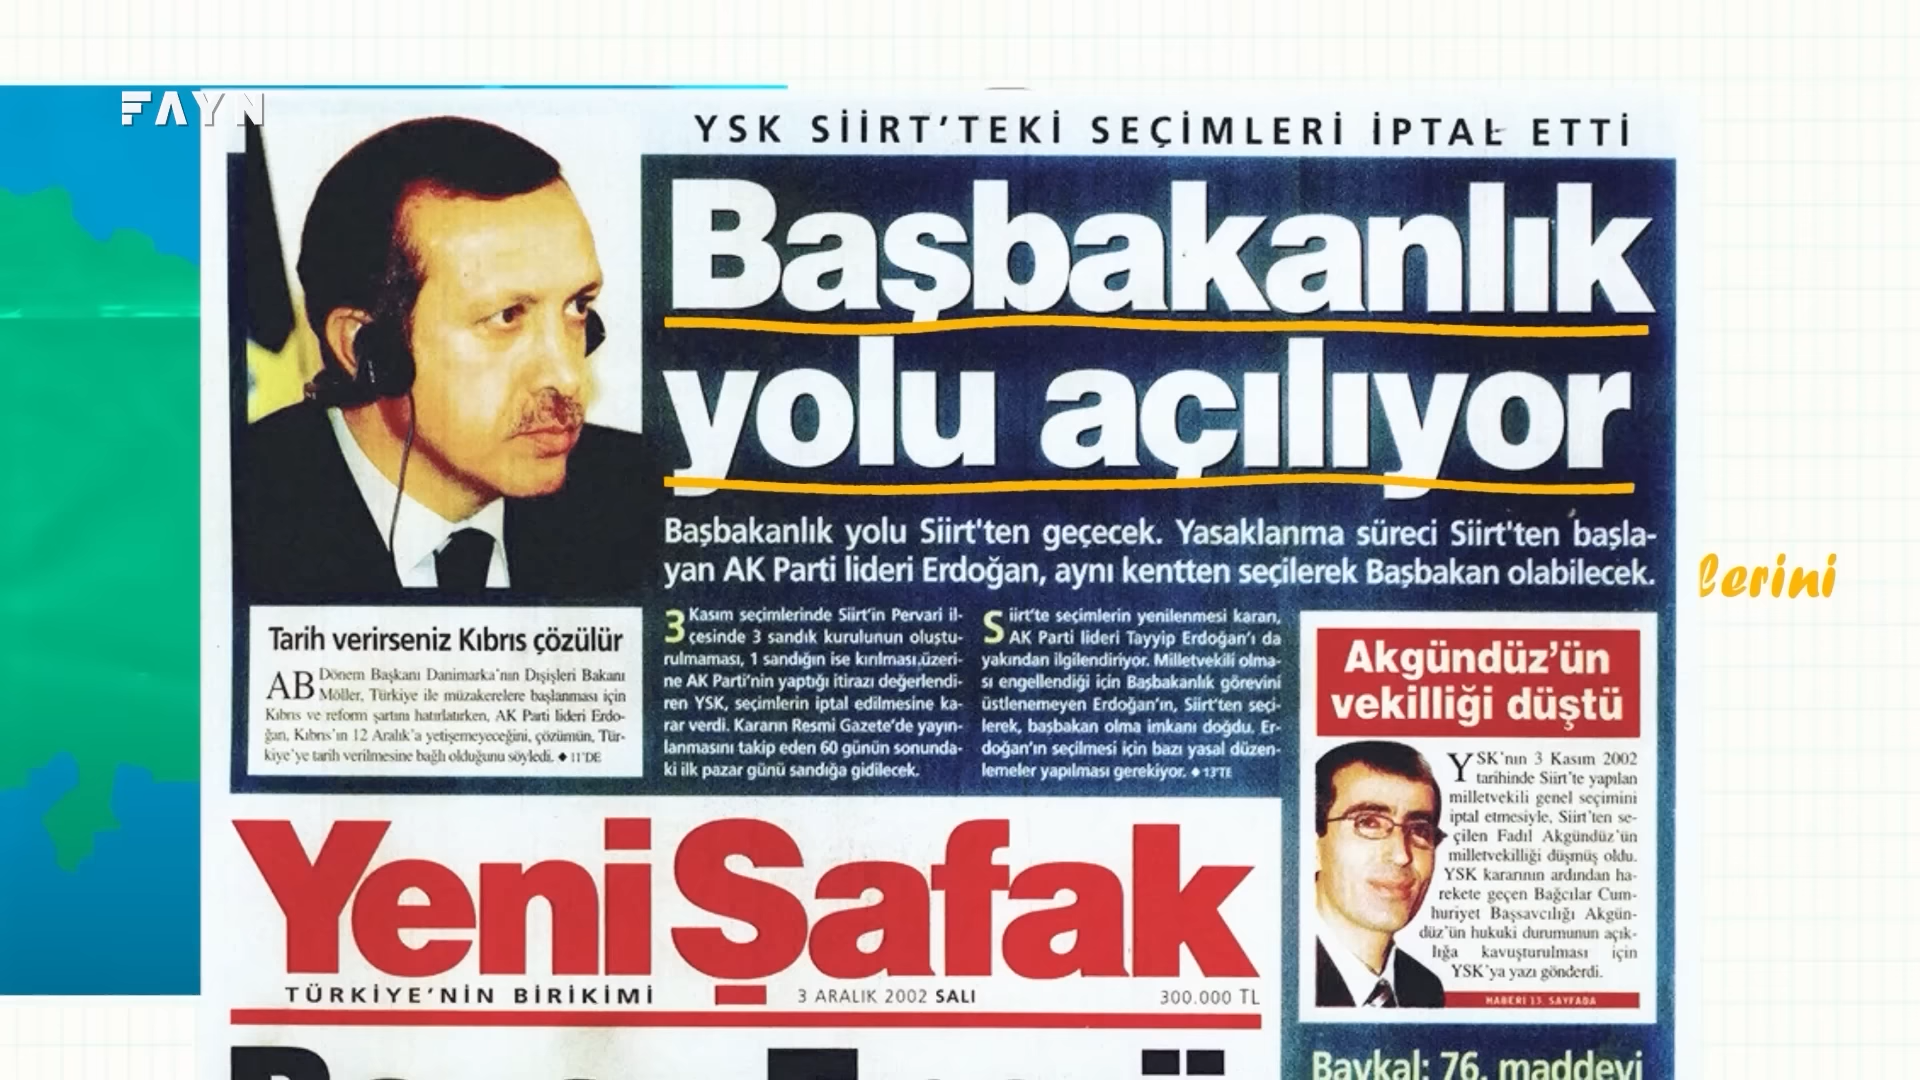 FAYN
YSK SİİRT'TEKİ SEÇİMLERİ İPTAL ETTİ
Başbakanlık
yolu açılıyor
Başbakanlık yolu Siirt'ten geçecek. Yasaklanma süreci Siirt'ten başla-
yan AK Parti lideri Erdoğan, aynı kentten seçilerek Başbakan olabilecek.
lerini
Tarih verirseniz Kıbrıs çözülür
AB Dönem Başkanı Danimarka'nın Dışişleri Bakanı
Möller, Türkiye ile müzakerelere başlanması için
Kıbrıs ve reform şartını hatırlatırken, AK Parti lideri Erdo-
ğan, Kıbrıs'ın 12 Aralık'a yetişemeyeceğini, çözümün, Tür-
kiye'ye tarih verilmesine bağlı olduğunu söyledi. ◆ 11'DE
3 Kasım seçimlerinde Siirt'in Pervari il-
çesinde 3 sandık kurulunun oluştu-
rulmaması, 1 sandığın ise kırılması üzeri-
ne AK Parti'nin yaptığı itirazı değerlendi-
ren YSK, seçimlerin iptal edilmesine ka-
rar verdi. Kararın Resmi Gazete'de yayın-
lanmasını takip eden 60 günün sonunda-
ki ilk pazar günü sandığa gidilecek.
Siirt'te seçimlerin yenilenmesi kararı,
AK Parti lideri Tayyip Erdoğan'ı da
yakından ilgilendiriyor. Milletvekili olma-
sı engellendiği için Başbakanlık görevini
üstlenemeyen Erdoğan'ın, Siirt'ten seçi-
lerek, başbakan olma imkanı doğdu. Er-
doğan'ın seçilmesi için bazı yasal düzen-
lemeler yapılması gerekiyor. ◆ 13'TE
Akgündüz'ün
vekilliği düştü
YSK'nın 3 Kasım 2002
tarihinde Siirt'te yapılan
milletvekili genel seçimini
iptal etmesiyle, Siirt'ten se-
çilen Fadıl Akgündüz'ün
milletvekilliği düşmüş oldu.
YSK kararının ardından ha-
rekete geçen Bağcılar Cum-
huriyet Başsavcılığı Akgün-
düz'ün hukuki durumunun açık-
lığa kavuşturulması için
YSK'ya yazı gönderdi.
HABERİ 13. SAYFADA
Yeni Şafak
TÜRKİYE'NİN BİRİKİMİ 3 ARALIK 2002 SALI 300.000 TL
Baykal: 76. maddeyi